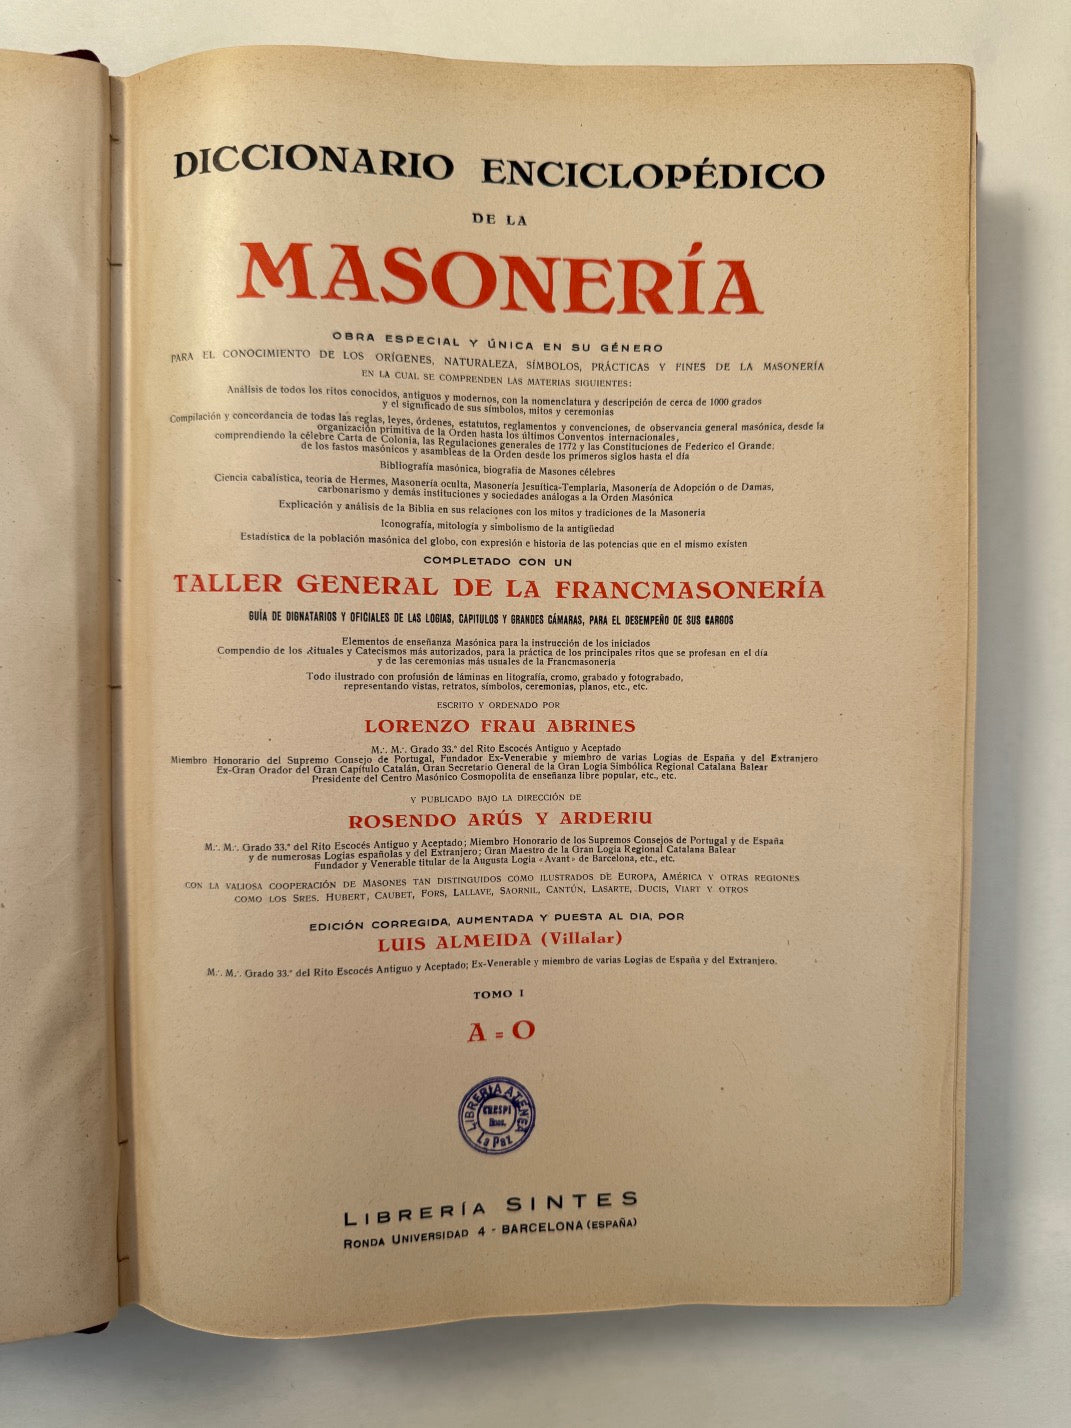 DICCIONARIO ENCICLOPÉDICO
DE LA
MASONERÍA
OBRA ESPECIAL Y ÚNICA EN SU GÉNERO
PARA EL CONOCIMIENTO DE LOS ORÍGENES, NATURALEZA, SÍMBOLOS, PRÁCTICAS Y FINES DE LA MASONERÍA
EN LA CUAL SE COMPRENDEN LAS MATERIAS SIGUIENTES:
Análisis de todos los ritos conocidos, antiguos y modernos, con la nomenclatura y descripción de cerca de 1000 grados
y el significado de sus símbolos, mitos y ceremonias
Compilación y concordancia de todas las reglas, leyes, órdenes, estatutos, reglamentos y convenciones, de observancia general masónica, desde la
organización primitiva de la Orden hasta los últimos Conventos internacionales,
comprendiendo la célebre Carta de Colonia, las Regulaciones generales de 1772 y las Constituciones de Federico el Grande;
de los fastos masónicos y asambleas de la Orden desde los primeros siglos hasta el día
Bibliografía masónica, biografía de Masones célebres
Ciencia cabalística, teoría de Hermes, Masonería oculta, Masonería Jesuítica-Templaria, Masonería de Adopción o de Damas,
carbonarismo y demás instituciones y sociedades análogas a la Orden Masónica
Explicación y análisis de la Biblia en sus relaciones con los mitos y tradiciones de la Masonería
Iconografía, mitología y simbolismo de la antigüedad
Estadística de la población masónica del globo, con expresión e historia de las potencias que en el mismo existen
COMPLETADO CON UN
TALLER GENERAL DE LA FRANCMASONERÍA
GUÍA DE DIGNATARIOS Y OFICIALES DE LAS LOGIAS, CAPITULOS Y GRANDES CÁMARAS, PARA EL DESEMPEÑO DE SUS CARGOS
Elementos de enseñanza Masónica para la instrucción de los iniciados
Compendio de los Rituales y Catecismos más autorizados, para la práctica de los principales ritos que se profesan en el día
y de las ceremonias más usuales de la Francmasonería
Todo ilustrado con profusión de láminas en litografía, cromo, grabado y fotograbado,
representando vistas, retratos, símbolos, ceremonias, planos, etc., etc.
ESCRITO Y ORDENADO POR
LORENZO FRAU ABRINES
M.·. M.·. Grado 33.º del Rito Escocés Antiguo y Aceptado
Miembro Honorario del Supremo Consejo de Portugal, Fundador Ex-Venerable y miembro de varias Logias de España y del Extranjero
Ex-Gran Orador del Gran Capítulo Catalán, Gran Secretario General de la Gran Logia Simbólica Regional Catalana Balear
Presidente del Centro Masónico Cosmopolita de enseñanza libre popular, etc., etc.
Y PUBLICADO BAJO LA DIRECCIÓN DE
ROSENDO ARÚS Y ARDERIU
M.·. M.·. Grado 33.º del Rito Escocés Antiguo y Aceptado; Miembro Honorario de los Supremos Consejos de Portugal y de España
y de numerosas Logias españolas y del Extranjero; Gran Maestro de la Gran Logia Regional Catalana Balear
Fundador y Venerable titular de la Augusta Logia «Avant» de Barcelona, etc., etc.
CON LA VALIOSA COOPERACIÓN DE MASONES TAN DISTINGUIDOS COMO ILUSTRADOS DE EUROPA, AMÉRICA Y OTRAS REGIONES
COMO LOS SRES. HUBERT, CAUBET, FORS, LALLAVE, SAORNIL, CANTÚN, LASARTE, DUCIS, VIART Y OTROS
EDICIÓN CORREGIDA, AUMENTADA Y PUESTA AL DIA, POR
LUIS ALMEIDA (Villalar)
M.·. M.·. Grado 33.º del Rito Escocés Antiguo y Aceptado; Ex-Venerable y miembro de varias Logias de España y del Extranjero.
TOMO I
A = O
LIBRERIA ATENEA
CRESPI
Hnos.
La Paz
LIBRERÍA SINTES
RONDA UNIVERSIDAD 4 - BARCELONA (ESPAÑA)